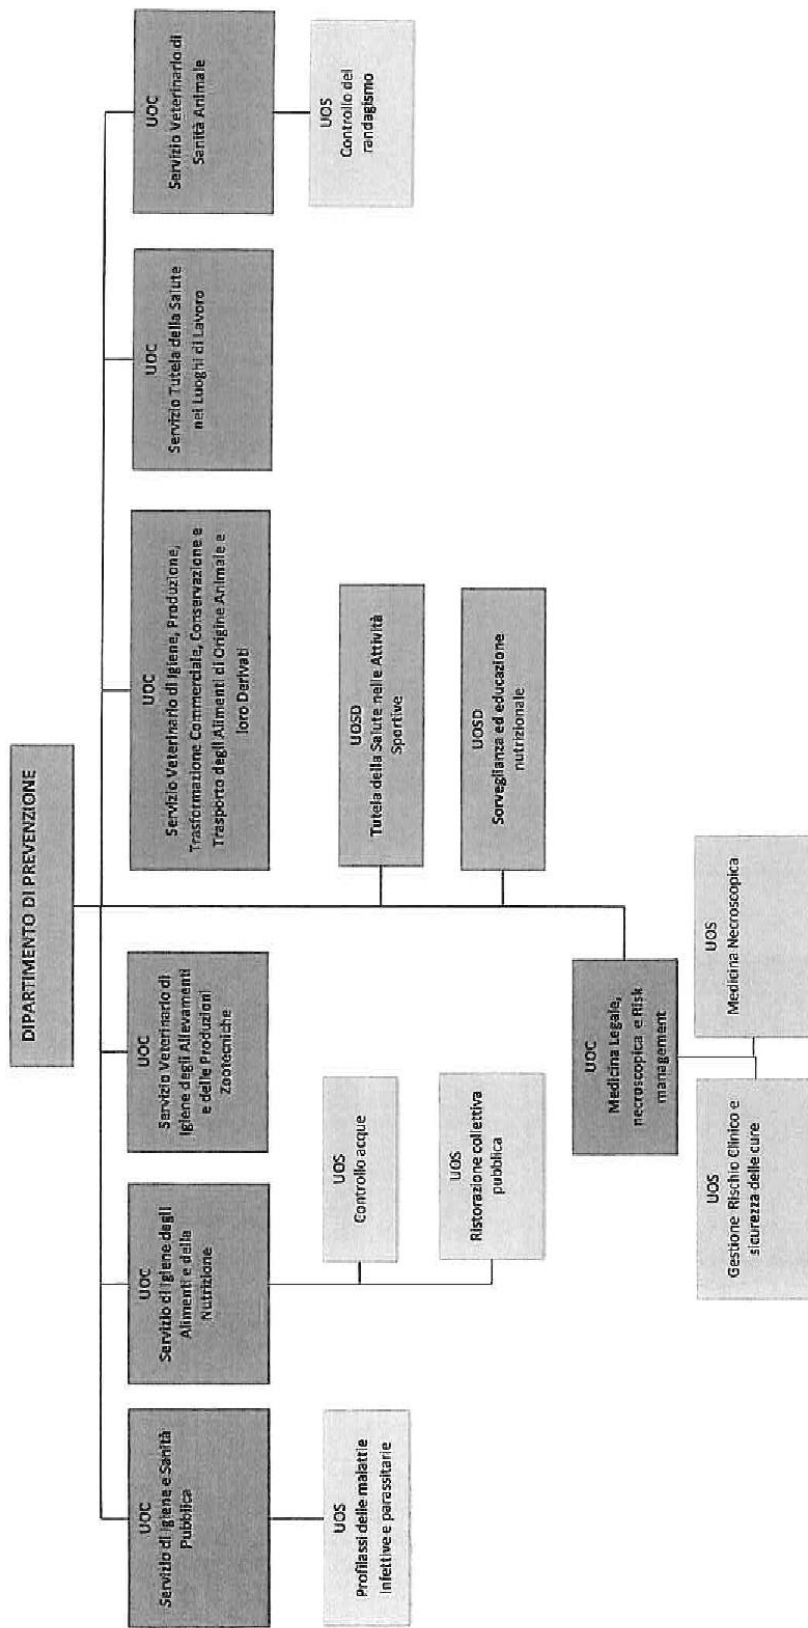 DIPARTIMENTO DI PREVENZIONE
UOC
Servizio di Igiene e Sanità
Pubblica
UOS
Profilassi delle malattie
Infettive e parassitarie
UOC
Servizio di Igiene degli
Alimenti e della
Nutrizione
UOS
Controllo acque
UOS
Ristorazione collettiva
pubblica
UOC
Servizio Veterinario di
Igiene degli Allevamenti
e delle Produzioni
Zootecniche
UOC
Servizio Veterinario di Igiene, Produzione,
Trasformazione Commerciale, Conservazione e
Trasporto degli Alimenti di Origine Animale e
loro Derivati
UOC
Servizio Tutela della Salute
nei Luoghi di Lavoro
UOC
Servizio Veterinario di
Sanità Animale
UOS
Controllo del
randagismo
UOSD
Tutela della Salute nelle Attività
Sportive
UOSD
Sorveglianza ed educazione
nutrizionale
UOC
Medicina Legale,
necroscopica e Risk
management
UOS
Gestione Rischio Clinico e
sicurezza delle cure
UOS
Medicina Necroscopica